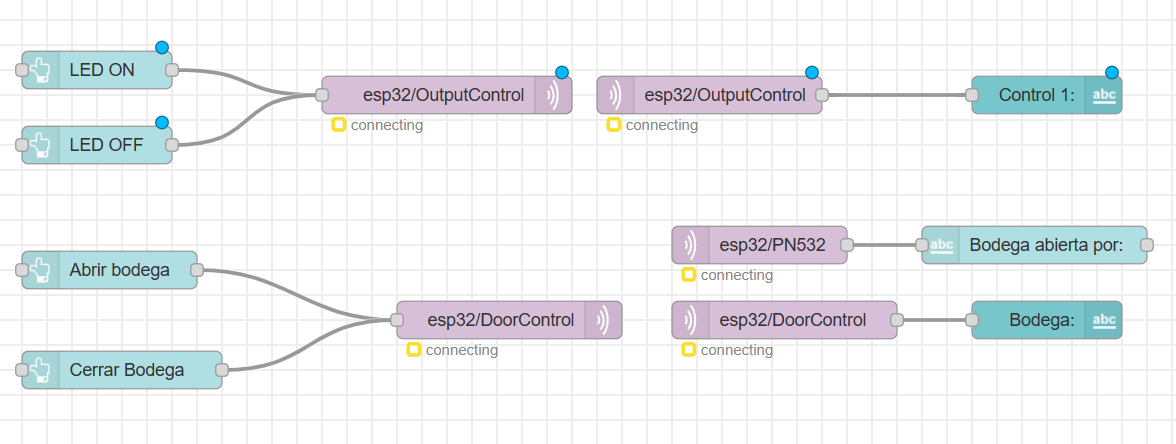 LED ON
LED OFF
esp32/OutputControl
connecting
esp32/OutputControl
connecting
Control 1:
abc
Abrir bodega
Cerrar Bodega
esp32/DoorControl
connecting
esp32/PN532
connecting
abc
Bodega abierta por:
esp32/DoorControl
connecting
Bodega:
abc